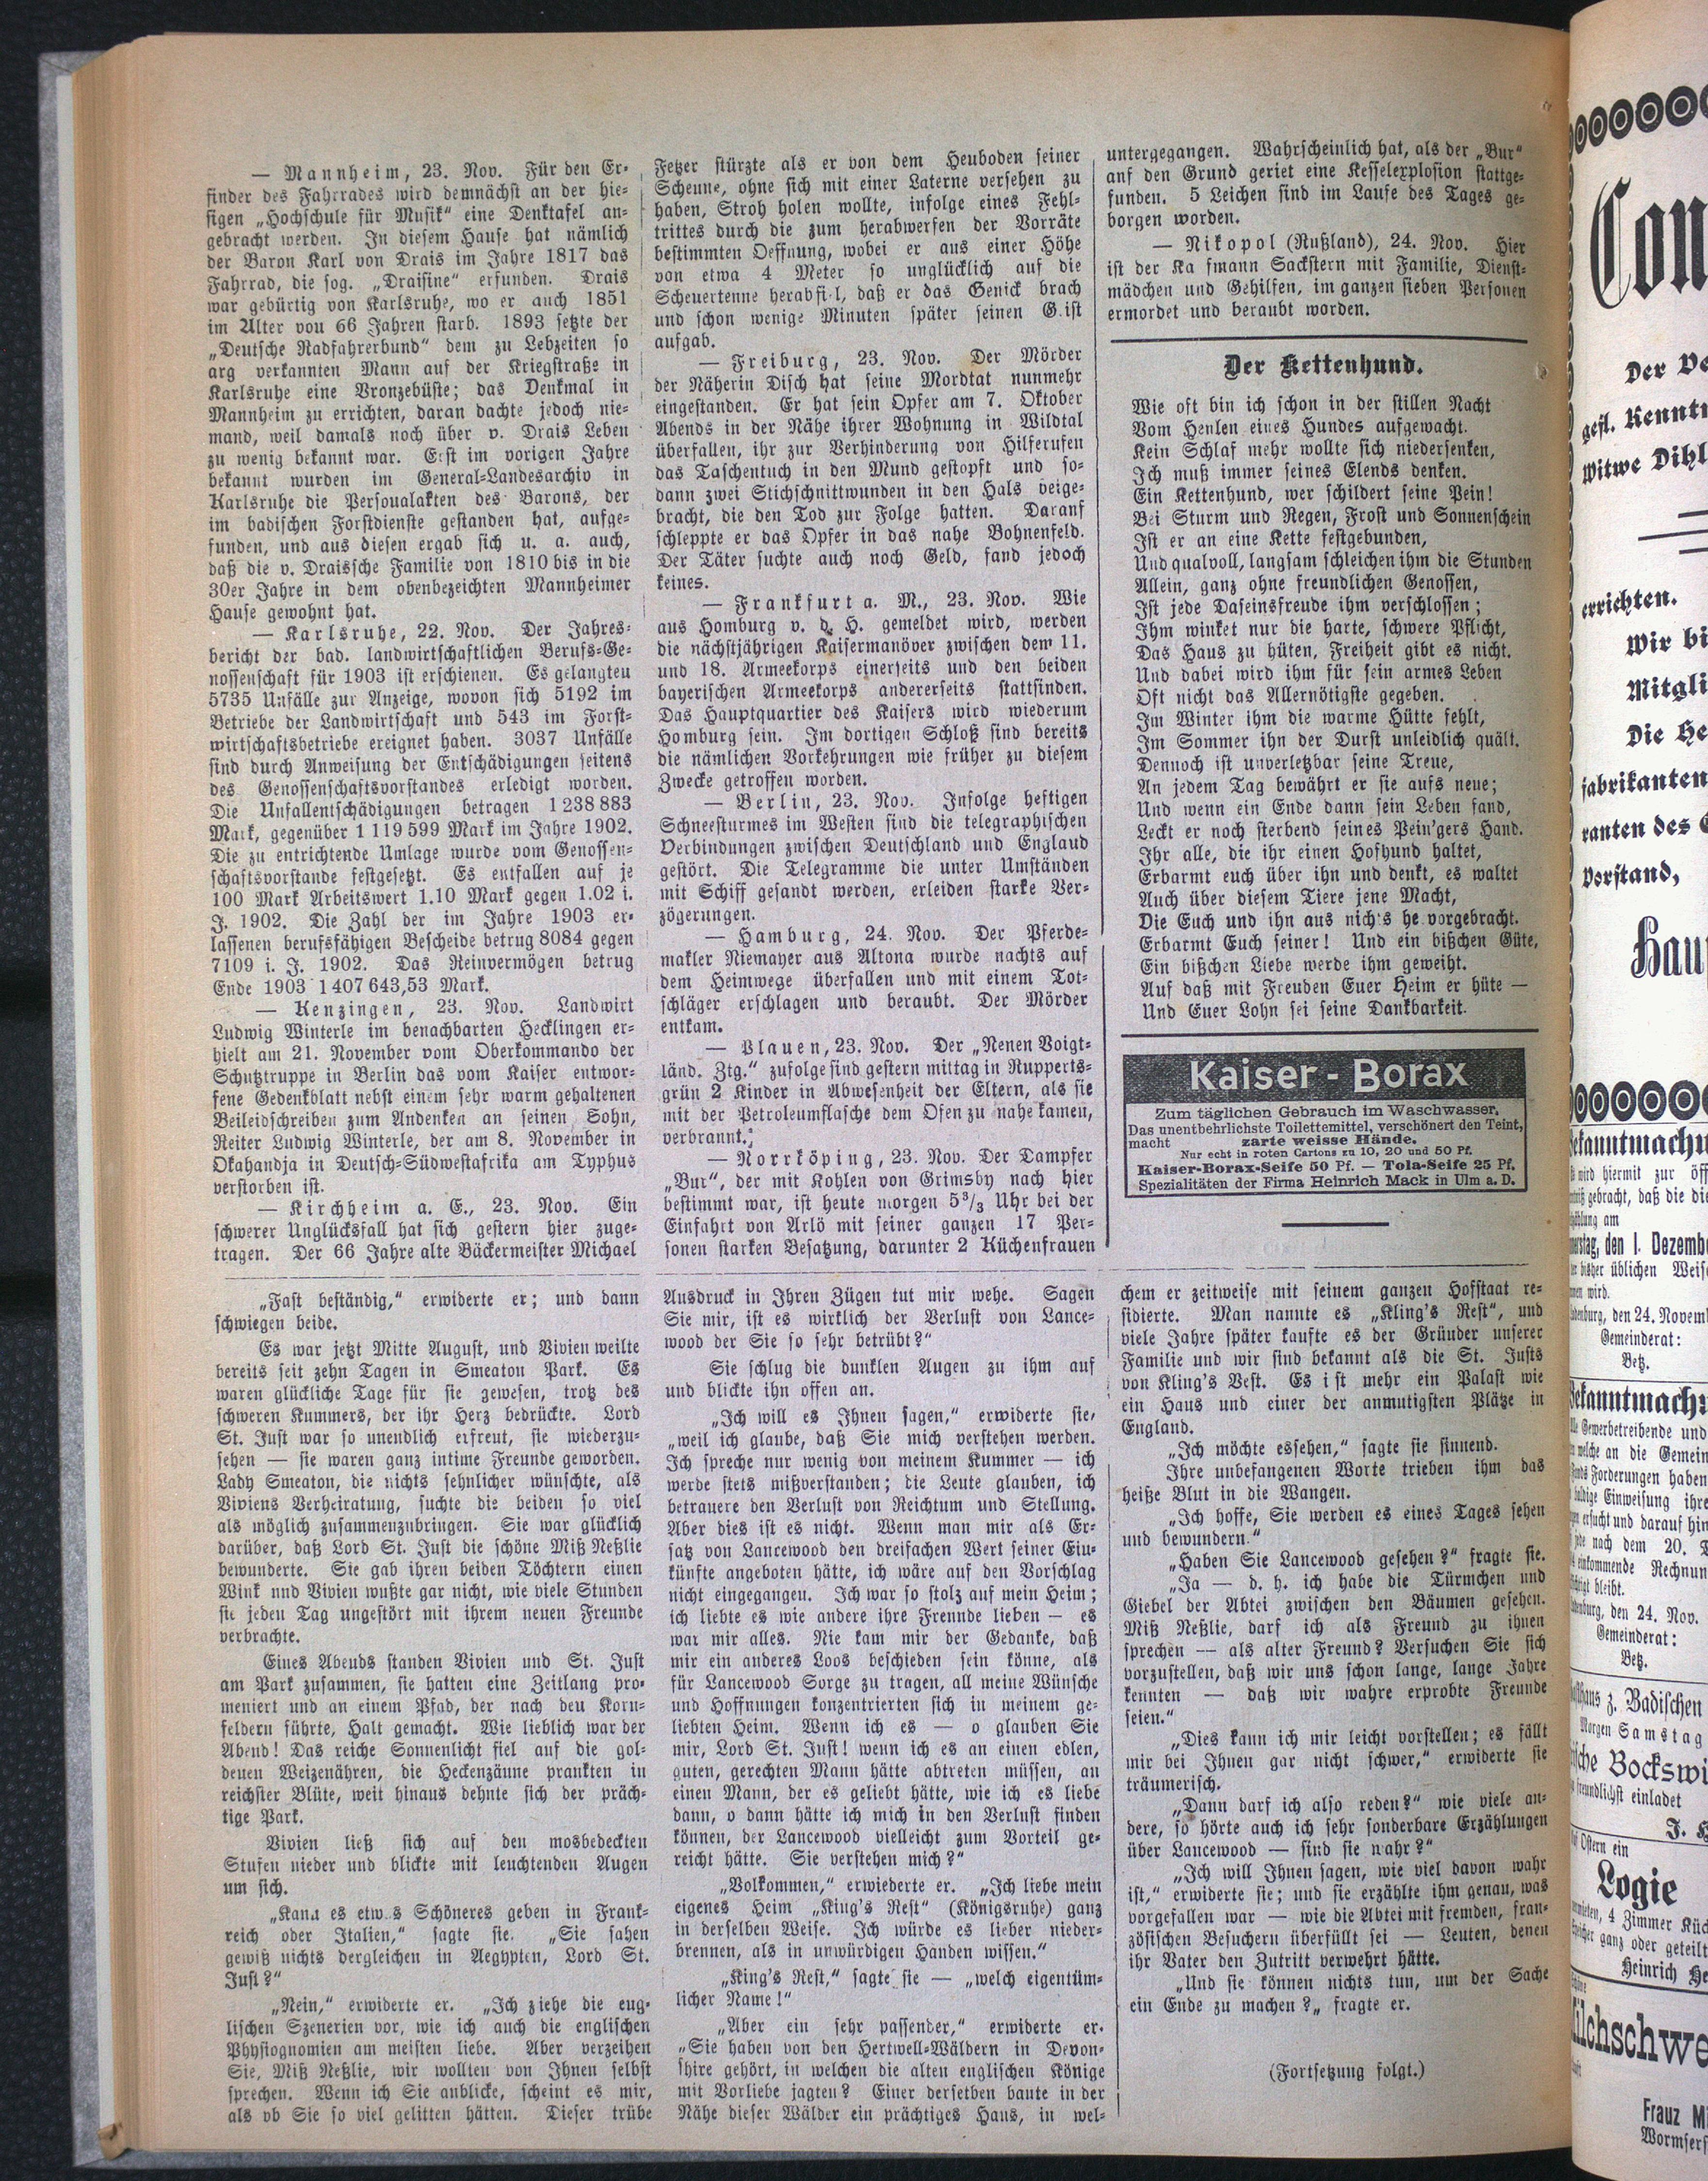 — Mannheim, 23. Nov. Für den Er-
finder des Fahrrades wird demnächst an der hie-
sigen „Hochschule für Musik“ eine Denktafel an-
gebracht werden. In diesem Hause hat nämlich
der Baron Karl von Drais im Jahre 1817 das
Fahrrad, die sog. „Draisine“ erfunden. Drais
war gebürtig von Karlsruhe, wo er auch 1851
im Alter vou 66 Jahren starb. 1893 setzte der
„Deutsche Radfahrerbund“ dem zu Lebzeiten so
arg verkannten Mann auf der Kriegstraße in
Karlsruhe eine Bronzebüste; das Denkmal in
Mannheim zu errichten, daran dachte jedoch nie-
mand, weil damals noch über v. Drais Leben
zu wenig bekannt war. Erst im vorigen Jahre
bekannt wurden im General-Landesarchiv in
Karlsruhe die Persoualakten des Barons, der
im badischen Forstdienste gestanden hat, aufge-
funden, und aus diesen ergab sich u. a. auch,
daß die v. Draissche Familie von 1810 bis in die
30er Jahre in dem obenbezeichten Mannheimer
Hause gewohnt hat.
— Karlsruhe, 22. Nov. Der Jahres-
bericht der bad. landwirtschaftlichen Berufs-Ge-
nossenschaft für 1903 ist erschienen. Es gelangteu
5735 Unfälle zur Anzeige, wovon sich 5192 im
Betriebe der Landwirtschaft und 543 im Forst-
wirtschaftsbetriebe ereignet haben. 3037 Unfälle
sind durch Anweisung der Entschädigungen seitens
des Genossenschaftsvorstandes erledigt worden.
Die Unfallentschädigungen betragen 1 238 883
Mark, gegenüber 1 119 599 Mark im Jahre 1902.
Die zu entrichtende Umlage wurde vom Genossen-
schaftsvorstande festgesetzt. Es entfallen auf je
100 Mark Arbeitswert 1.10 Mark gegen 1.02 i.
J. 1902. Die Zahl der im Jahre 1903 er-
lassenen berufsfähigen Bescheide betrug 8084 gegen
7109 i. J. 1902. Das Reinvermögen betrug
Ende 1903 1 407 643,53 Mark.
— Kenzingen, 23. Nov. Landwirt
Ludwig Winterle im benachbarten Hecklingen er-
hielt am 21. November vom Oberkommando der
Schutztruppe in Berlin das vom Kaiser entwor-
fene Gedenkblatt nebst einem sehr warm gehaltenen
Beileidschreiben zum Andenken an seinen Sohn,
Reiter Ludwig Winterle, der am 8. November in
Okahandja in Deutsch-Südwestafrika am Typhus
verstorben ist.
— Kirchheim a. E., 23. Nov. Ein
schwerer Unglücksfall hat sich gestern hier zuge-
tragen. Der 66 Jahre alte Bäckermeister Michael
Fetzer stürzte als er von dem Heuboden seiner
Scheune, ohne sich mit einer Laterne versehen zu
haben, Stroh holen wollte, infolge eines Fehl-
trittes durch die zum herabwerfen der Vorräte
bestimmten Oeffnung, wobei er aus einer Höhe
von etwa 4 Meter so unglücklich auf die
Scheuertenne herabfiel, daß er das Genick brach
und schon wenige Minuten später seinen G.ist
aufgab.
— Freiburg, 23. Nov. Der Mörder
der Näherin Disch hat seine Mordtat nunmehr
eingestanden. Er hat sein Opfer am 7. Oktober
Abends in der Nähe ihrer Wohnung in Wildtal
überfallen, ihr zur Verhinderung von Hilferufen
das Taschentuch in den Mund gestopft und so-
dann zwei Stichschnittwunden in den Hals beige-
bracht, die den Tod zur Folge hatten. Darauf
schleppte er das Opfer in das nahe Bohnenfeld.
Der Täter suchte auch noch Geld, fand jedoch
keines.
— Frankfurt a. M., 23. Nov. Wie
aus Homburg v. d. H. gemeldet wird, werden
die nächstjährigen Kaisermanöver zwischen dem 11.
und 18. Armeekorps einerseits und den beiden
bayerischen Armeekorps andererseits stattfinden.
Das Hauptquartier des Kaisers wird wiederum
Homburg sein. Im dortigen Schloß sind bereits
die nämlichen Vorkehrungen wie früher zu diesem
Zwecke getroffen worden.
— Berlin, 23. Nov. Infolge heftigen
Schneesturmes im Westen sind die telegraphischen
Verbindungen zwischen Deutschland und Englaud
gestört. Die Telegramme die unter Umständen
mit Schiff gesandt werden, erleiden starke Ver-
zögerungen.
— Hamburg, 24. Nov. Der Pferde-
makler Niemayer aus Altona wurde nachts auf
dem Heimwege überfallen und mit einem Tot-
schläger erschlagen und beraubt. Der Mörder
entkam.
— Plauen, 23. Nov. Der „Neuen Voigt-
länd. Ztg.“ zufolge sind gestern mittag in Rupperts-
grün 2 Kinder in Abwesenheit der Eltern, als sie
mit der Petroleumflasche dem Ofen zu nahe kamen,
verbrannt.
— Norrköping, 23. Nov. Der Dampfer
„Bur“, der mit Kohlen von Grimsby nach hier
bestimmt war, ist heute morgen 5³/₃ Uhr bei der
Einfahrt von Arlö mit seiner ganzen 17 Per-
sonen starken Besatzung, darunter 2 Küchenfrauen
untergegangen. Wahrscheinlich hat, als der „Bur“
auf den Grund geriet eine Kesselexplosion stattge-
funden. 5 Leichen sind im Laufe des Tages ge-
borgen worden.
— Nikopol (Rußland), 24. Nov. Hier
ist der Ka fmann Sackstern mit Familie, Dienst-
mädchen und Gehilfen, im ganzen sieben Personen
ermordet und beraubt worden.
Der Kettenhund.
Wie oft bin ich schon in der stillen Nacht
Vom Heulen eines Hundes aufgewacht.
Kein Schlaf mehr wollte sich niedersenken,
Ich muß immer seines Elends denken.
Ein Kettenhund, wer schildert seine Pein!
Bei Sturm und Regen, Frost und Sonnenschein
Ist er an eine Kette festgebunden,
Und qualvoll, langsam schleichen ihm die Stunden
Allein, ganz ohne freundlichen Genossen,
Ist jede Daseinsfreude ihm verschlossen;
Ihm winket nur die harte, schwere Pflicht,
Das Haus zu hüten, Freiheit gibt es nicht.
Und dabei wird ihm für sein armes Leben
Oft nicht das Allernötigste gegeben.
Im Winter ihm die warme Hütte fehlt,
Im Sommer ihn der Durst unleidlich quält.
Dennoch ist unverletzbar seine Treue,
An jedem Tag bewährt er sie aufs neue;
Und wenn ein Ende dann sein Leben fand,
Leckt er noch sterbend seines Pein'gers Hand.
Ihr alle, die ihr einen Hofhund haltet,
Erbarmt euch über ihn und denkt, es waltet
Auch über diesem Tiere jene Macht,
Die Euch und ihn aus nichts he vorgebracht.
Erbarmt Euch seiner! Und ein bißchen Güte,
Ein bißchen Liebe werde ihm geweiht.
Auf daß mit Freuden Euer Heim er hüte —
Und Euer Lohn sei seine Dankbarkeit.
Kaiser-Borax
Zum täglichen Gebrauch im Waschwasser.
Das unentbehrlichste Toilettemittel, verschönert den Teint,
macht zarte weisse Hände.
Nur echt in roten Cartons zu 10, 20 und 50 Pf.
Kaiser-Borax-Seife 50 Pf. — Tola-Seife 25 Pf.
Spezialitäten der Firma Heinrich Mack in Ulm a. D.
„Fast beständig,“ erwiderte er; und dann
schwiegen beide.
Es war jetzt Mitte August, und Vivien weilte
bereits seit zehn Tagen in Smeaton Park. Es
waren glückliche Tage für sie gewesen, trotz des
schweren Kummers, der ihr Herz bedrückte. Lord
St. Just war so unendlich erfreut, sie wiederzu-
sehen — sie waren ganz intime Freunde geworden.
Lady Smeaton, die nichts sehnlicher wünschte, als
Viviens Verheiratung, suchte die beiden so viel
als möglich zusammenzubringen. Sie war glücklich
darüber, daß Lord St. Just die schöne Miß Neßlie
bewunderte. Sie gab ihren beiden Töchtern einen
Wink und Vivien wußte gar nicht, wie viele Stunden
sie jeden Tag ungestört mit ihrem neuen Freunde
verbrachte.
Eines Abends standen Vivien und St. Just
am Park zusammen, sie hatten eine Zeitlang pro-
meniert und an einem Pfad, der nach deu Korn-
feldern führte, Halt gemacht. Wie lieblich war der
Abend! Das reiche Sonnenlicht fiel auf die gol-
denen Weizenähren, die Heckenzäune prankten in
reichster Blüte, weit hinaus dehnte sich der präch-
tige Park.
Vivien ließ sich auf den mosbedeckten
Stufen nieder und blickte mit leuchtenden Augen
um sich.
„Kann es etw.s Schöneres geben in Frank-
reich oder Italien,“ sagte sie. „Sie sahen
gewiß nichts dergleichen in Aegypten, Lord St.
Just?“
„Nein,“ erwiderte er. „Ich ziehe die eng-
lischen Szenerien vor, wie ich auch die englischen
Physiognomien am meisten liebe. Aber verzeihen
Sie, Miß Neßlie, wir wollten von Ihnen selbst
sprechen. Wenn ich Sie anblicke, scheint es mir,
als ob Sie so viel gelitten hätten. Dieser trübe
Ausdruck in Ihren Zügen tut mir wehe. Sagen
Sie mir, ist es wirklich der Verlust von Lance-
wood der Sie so sehr betrübt?“
Sie schlug die dunklen Augen zu ihm auf
und blickte ihn offen an.
„Ich will es Ihnen sagen,“ erwiderte sie,
„weil ich glaube, daß Sie mich verstehen werden.
Ich spreche nur wenig von meinem Kummer — ich
werde stets mißverstanden; die Leute glauben, ich
betrauere den Verlust von Reichtum und Stellung.
Aber dies ist es nicht. Wenn man mir als Er-
satz von Lancewood den dreifachen Wert seiner Ein-
künfte angeboten hätte, ich wäre auf den Vorschlag
nicht eingegangen. Ich war so stolz auf mein Heim;
ich liebte es wie andere ihre Freunde lieben — es
war mir alles. Nie kam mir der Gedanke, daß
mir ein anderes Loos beschieden sein könne, als
für Lancewood Sorge zu tragen, all meine Wünsche
und Hoffnungen konzentrierten sich in meinem ge-
liebten Heim. Wenn ich es — o glauben Sie
mir, Lord St. Just! wenn ich es an einen edlen,
guten, gerechten Mann hätte abtreten müssen, an
einen Mann, der es geliebt hätte, wie ich es liebe
dann, o dann hätte ich mich in den Verlust finden
können, der Lancewood vielleicht zum Vorteil ge-
reicht hätte. Sie verstehen mich?“
„Volkommen,“ erwiederte er. „Ich liebe mein
eigenes Heim „King's Rest“ (Königsruhe) ganz
in derselben Weise. Ich würde es lieber nieder-
brennen, als in unwürdigen Händen wissen.“
„King's Rest,“ sagte sie — „welch eigentüm-
licher Name!“
„Aber ein sehr passender,“ erwiderte er.
„Sie haben von den Hertwell-Wäldern in Devon-
shire gehört, in welchen die alten englischen Könige
mit Vorliebe jagten? Einer derselben baute in der
Nähe dieser Wälder ein prächtiges Haus, in wel-
chem er zeitweise mit seinem ganzen Hofstaat re-
sidierte. Man nannte es „Kling's Rest“, und
viele Jahre später kaufte es der Gründer unserer
Familie und wir sind bekannt als die St. Justs
von Kling's Vest. Es ist mehr ein Palast wie
ein Haus und einer der anmutigsten Plätze in
England.
„Ich möchte essehen,“ sagte sie sinnend.
Ihre unbefangenen Worte trieben ihm das
heiße Blut in die Wangen.
„Ich hoffe, Sie werden es eines Tages sehen
und bewundern.“
„Haben Sie Lancewood gesehen?“ fragte sie.
„Ja — d. h. ich habe die Türmchen und
Giebel der Abtei zwischen den Bäumen gesehen.
Miß Neßlie, darf ich als Freund zu ihnen
sprechen — als alter Freund? Versuchen Sie sich
vorzustellen, daß wir uns schon lange, lange Jahre
kennten — daß wir wahre erprobte Freunde
seien.“
„Dies kann ich mir leicht vorstellen; es fällt
mir bei Ihnen gar nicht schwer,“ erwiderte sie
träumerisch.
„Dann darf ich also reden?“ wie viele an-
dere, so hörte auch ich sehr sonderbare Erzählungen
über Lancewood — sind sie wahr?“
„Ich will Ihnen sagen, wie viel davon wahr
ist,“ erwiderte sie; und sie erzählte ihm genau, was
vorgefallen war — wie die Abtei mit fremden, fran-
zösischen Besuchern überfüllt sei — Leuten, denen
ihr Vater den Zutritt verwehrt hätte.
„Und sie können nichts tun, um der Sache
ein Ende zu machen?„ fragte er.
(Fortsetzung folgt.)
Con
Der Ve
gefl. Kenntn
Witwe Dihl
errichten.
Wir bi
Mitgli
Die He
fabrikanten
ranten des
Vorstand,
Hau
wird hiermit zur öff
gebracht, daß die di
den 1. Dezemb
bisher üblichen Weise
den 24. Novem
Gemeinderat:
Betz.
Gewerbetreibende und
welche an die Gemein
Forderungen haben
Einweisung ihre
ersucht und darauf hin
nach dem 20.
einkommende Rechnun
bleibt.
den 24. Nov.
Gemeinderat:
Betz.
z. Badischen
Morgen Samstag
Bockswi
freundlichst einladet
Ostern ein
Logie
4 Zimmer Küc
ganz oder geteilt
Heinrich He
ilchschwe
Franz M
Wormser